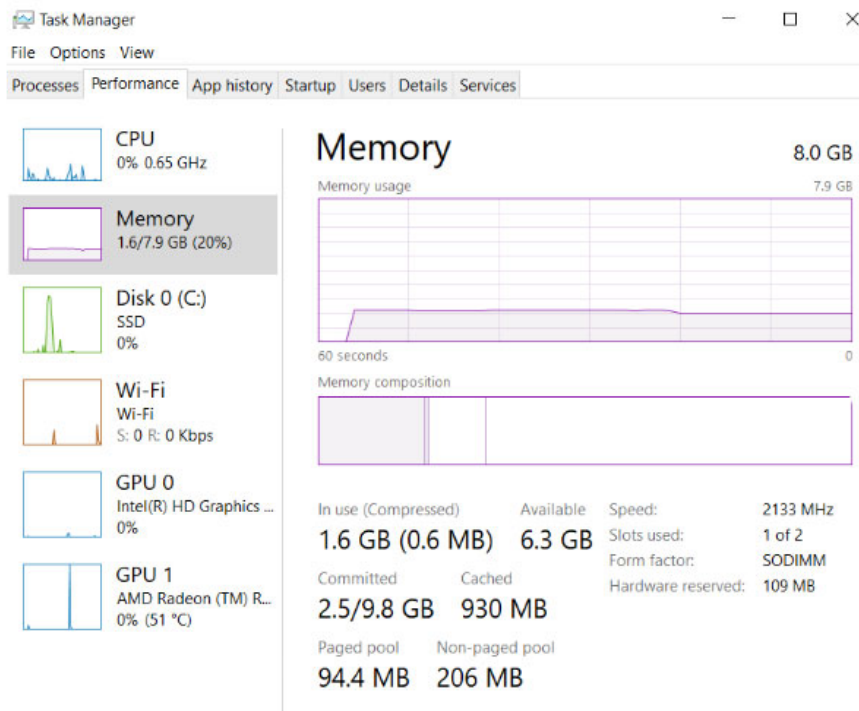 Task Manager
File Options View
Processes Performance App history Startup Users Details Services
CPU
0% 0.65 GHz
Memory
1.6/7.9 GB (20%)
Disk 0 (C:)
SSD
0%
Wi-Fi
Wi-Fi
S: 0 R: 0 Kbps
GPU 0
Intel(R) HD Graphics ...
0%
GPU 1
AMD Radeon (TM) R...
0% (51 °C)
Memory 8.0 GB
Memory usage 7.9 GB
60 seconds 0
Memory composition
In use (Compressed) Available
1.6 GB (0.6 MB) 6.3 GB
Committed Cached
2.5/9.8 GB 930 MB
Paged pool Non-paged pool
94.4 MB 206 MB
Speed: 2133 MHz
Slots used: 1 of 2
Form factor: SODIMM
Hardware reserved: 109 MB